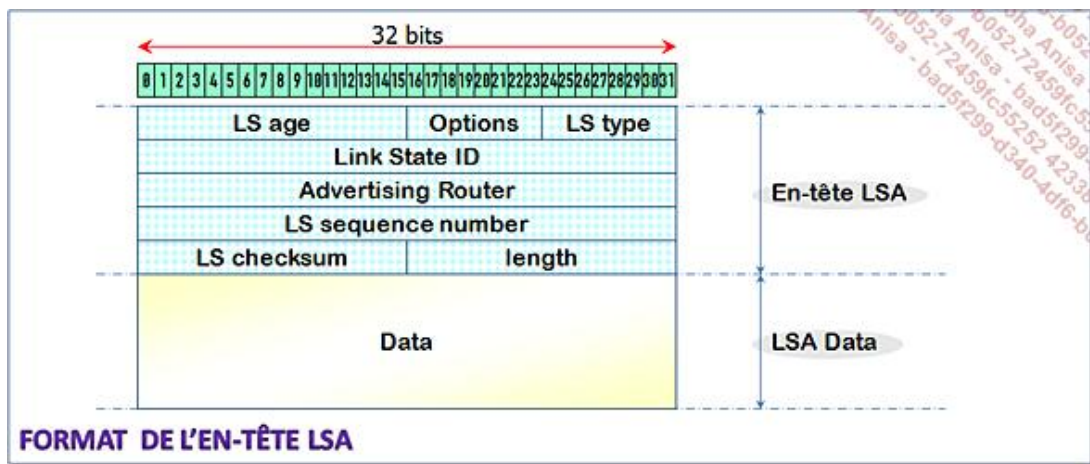 32 bits
0 1 2 3 4 5 6 7 8 9 10 11 12 13 14 15 16 17 18 19 20 21 22 23 24 25 26 27 28 29 30 31
LS age Options LS type
Link State ID
Advertising Router
LS sequence number
LS checksum length
En-tête LSA
Data
LSA Data
FORMAT DE L'EN-TÊTE LSA